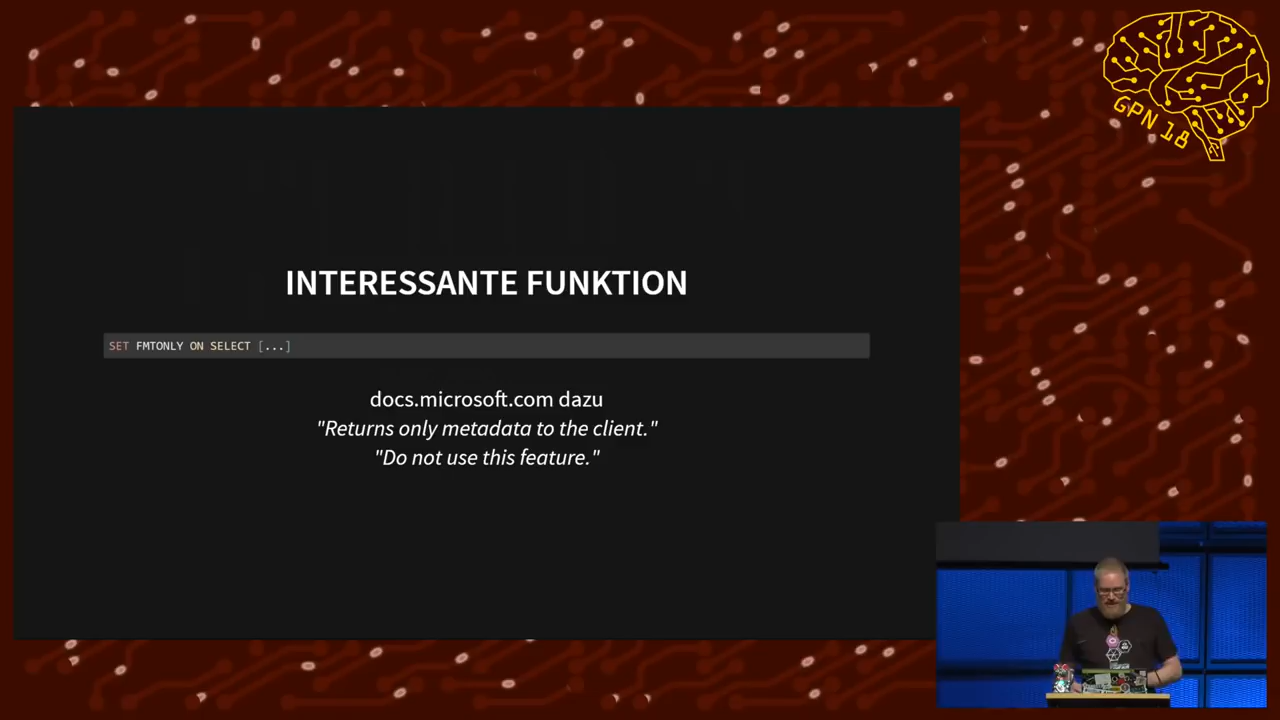 GPN 18
INTERESSANTE FUNKTION
SET FMTONLY ON SELECT [...]
docs.microsoft.com dazu
"Returns only metadata to the client."
"Do not use this feature."